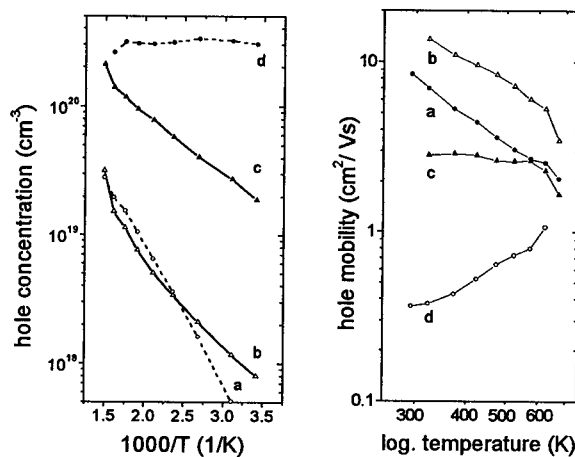 hole concentration (cm-3)
10²⁰
10¹⁹
10¹⁸
d
c
b
a
1.5 2.0 2.5 3.0 3.5
1000/T (1/K)
hole mobility (cm²/ Vs)
10
1
0.1
b
a
c
d
300 400 500 600
log. temperature (K)